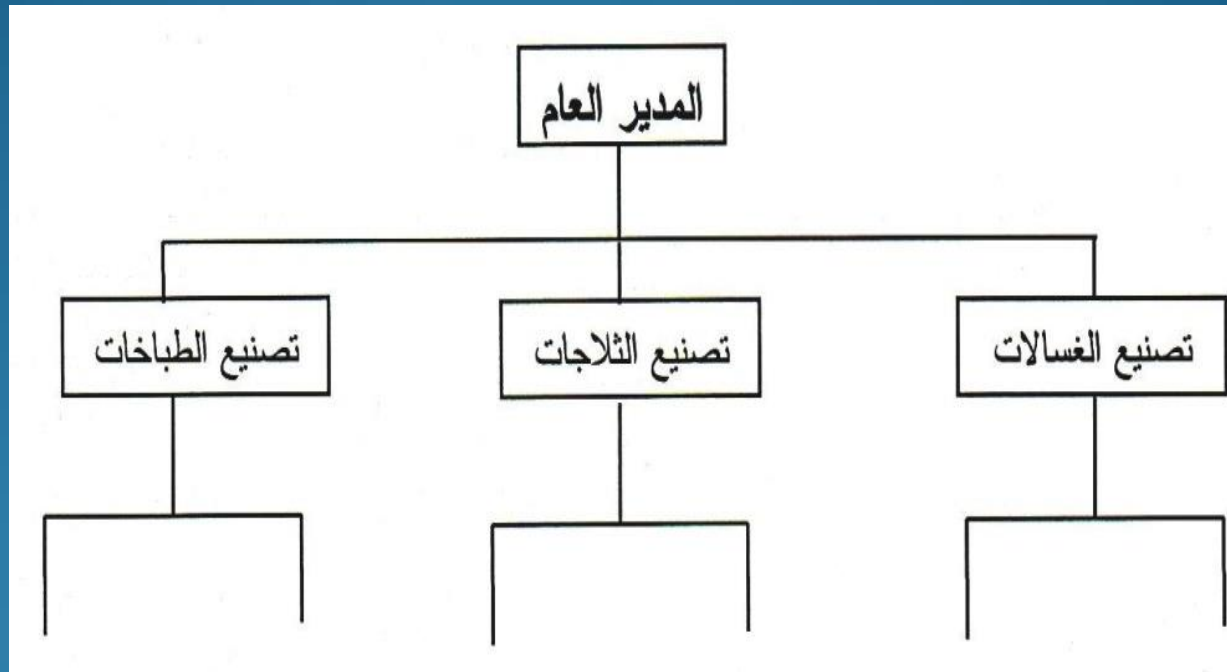 المدير العام
تصنيع الغسالات
تصنيع الثلاجات
تصنيع الطباخات